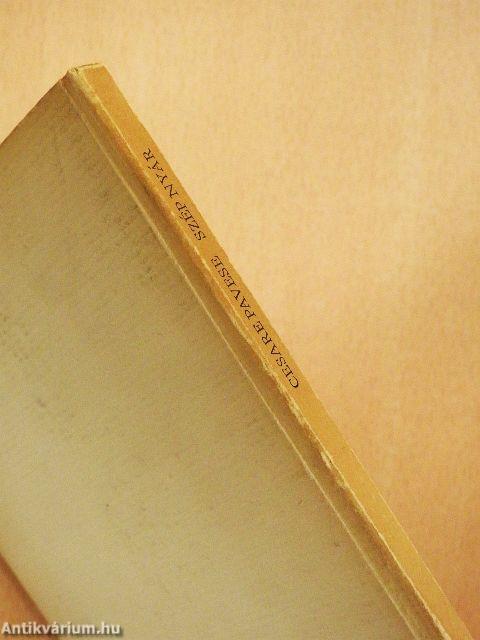 CESARE PAVESE SZÉP NYÁR
Antikvárium.hu